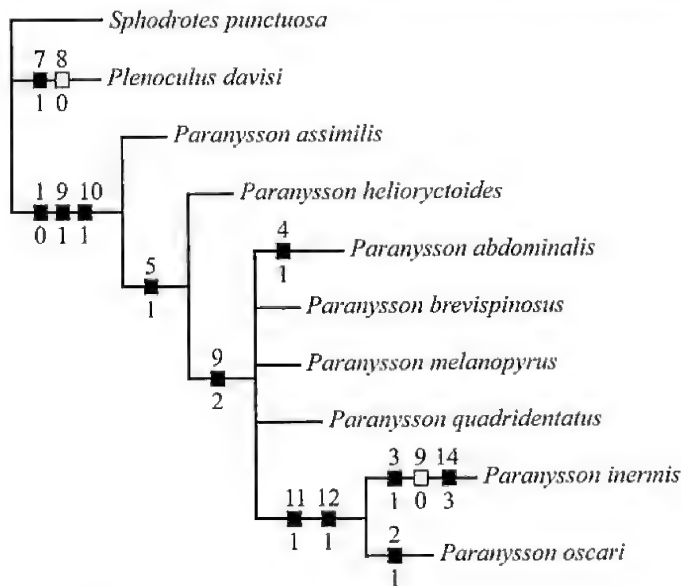 Sphodrotes punctuosa
7 8
Plenoculus davisi
1 0
Paranysson assimilis
1 9 10
Paranysson helioryctoides
0 1 1
4
Paranysson abdominalis
5
1
1
Paranysson brevispinosus
9
Paranysson melanopyrus
2
Paranysson quadridentatus
3 9 14
Paranysson inermis
11 12
1 0 3
1 1
2
Paranysson oscari
1